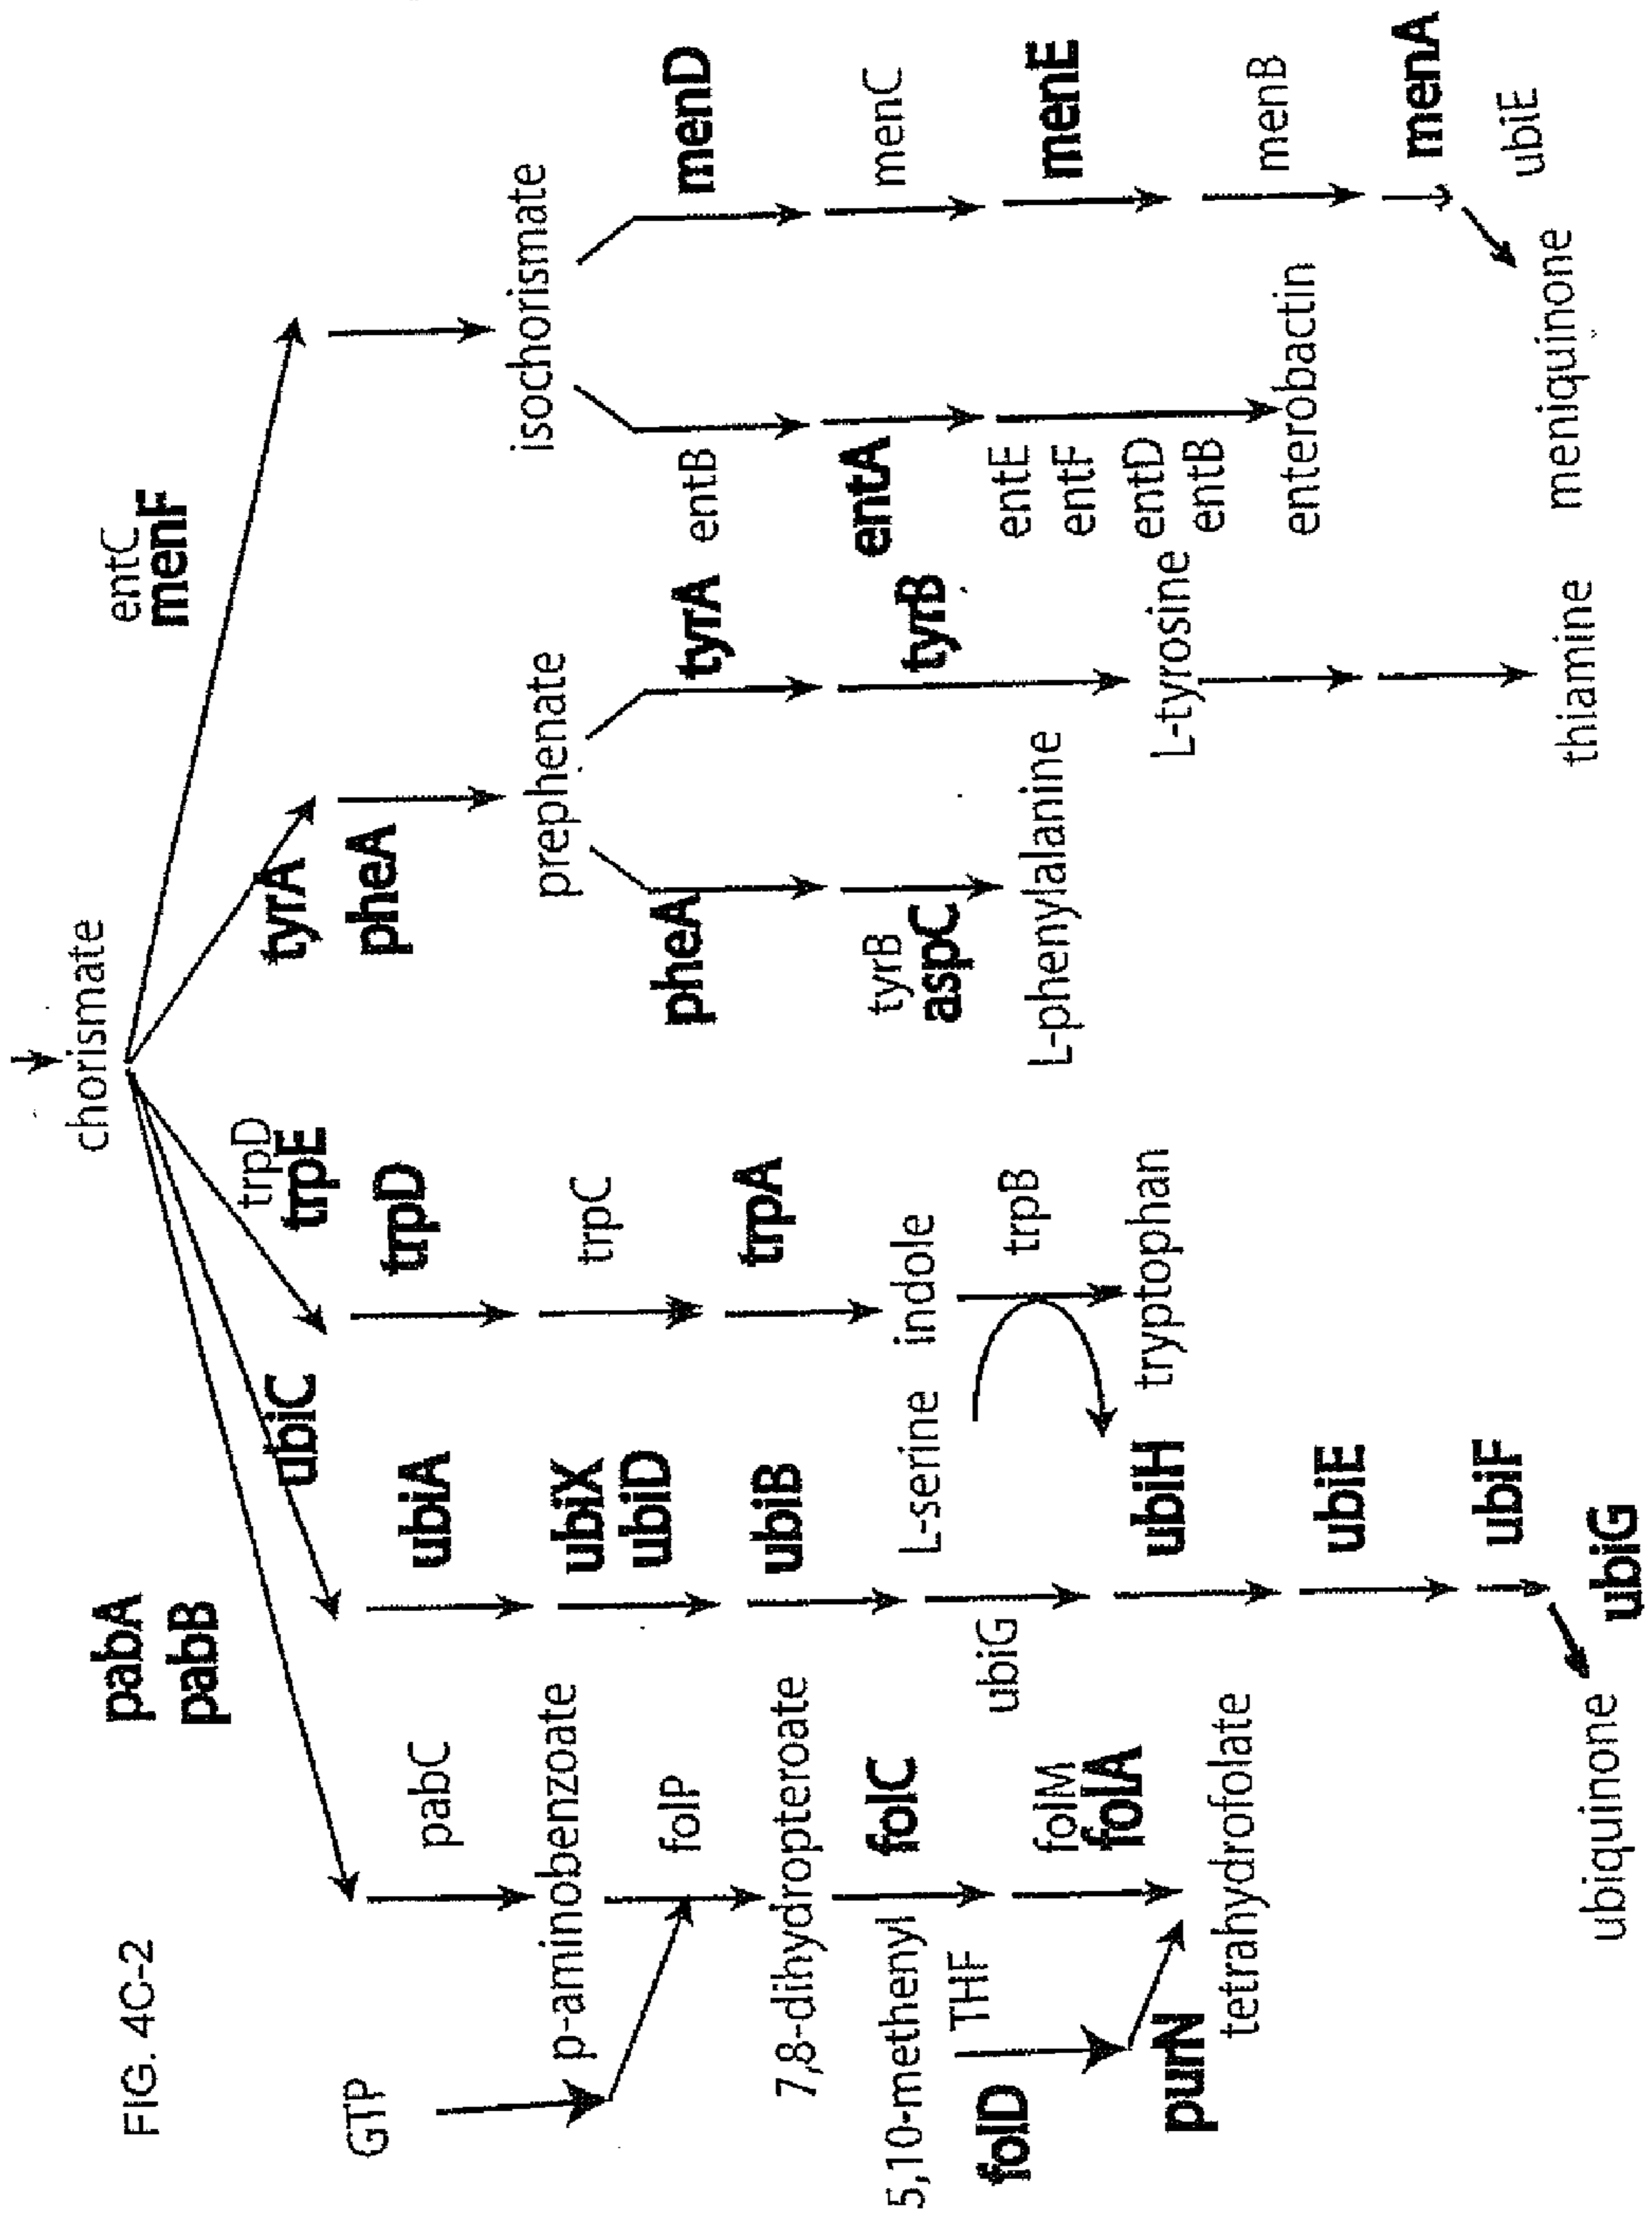 FIG. 4C-2
chorismate
entC
menF
pabA
pabB
ubiC
trpD
trpE
tyrA
pheA
GTP
pabC
ubiA
trpD
p-aminobenzoate
ubiX
ubiD
trpC
prephenate
isochorismate
folP
ubiB
trpA
pheA
tyrA
entB
menD
7,8-dihydropteroate
folC
L-serine
indole
tyrB
aspC
tyrB
entA
menC
5,10-methenyl
THF
folD
folM
folA
ubiG
trpB
L-phenylalanine
entE
entF
entD
entB
menE
purN
tetrahydrofolate
ubiH
tryptophan
L-tyrosine
enterobactin
menB
ubiE
ubiF
menA
ubiG
ubiE
ubiquinone
thiamine
meniquinone